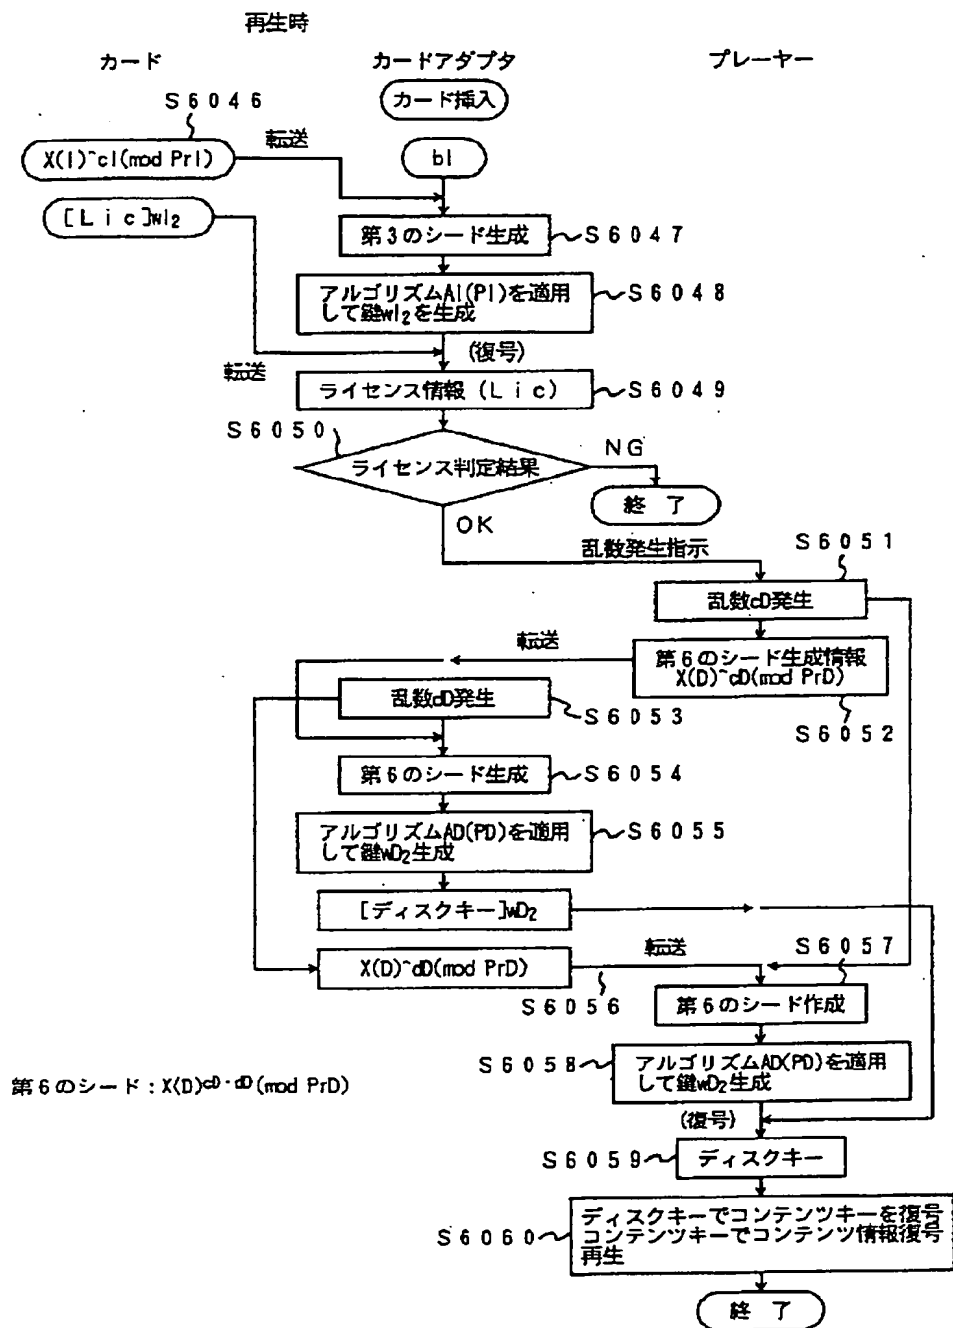 再生時
カード カードアダプタ プレーヤー
S6046
カード挿入
転送
X(I)^cI(mod PrI)
bI
[Lic]wI₂
第3のシード生成
S6047
アルゴリズムAI(PI)を適用
して鍵wI₂を生成
S6048
(復号)
転送
ライセンス情報(Lic)
S6049
S6050
ライセンス判定結果
NG
終 了
OK
乱数発生指示
S6051
乱数cD発生
転送
第6のシード生成情報
X(D)^cD(mod PrD)
乱数dD発生
S6053
S6052
第6のシード生成
S6054
アルゴリズムAD(PD)を適用
して鍵wD₂生成
S6055
[ディスクキー]wD₂
転送
S6057
X(D)^dD(mod PrD)
S6056
第6のシード作成
S6058
アルゴリズムAD(PD)を適用
して鍵wD₂生成
第6のシード:X(D)^cD・dD(mod PrD)
(復号)
S6059
ディスクキー
S6060
ディスクキーでコンテンツキーを復号
コンテンツキーでコンテンツ情報復号
再生
終 了